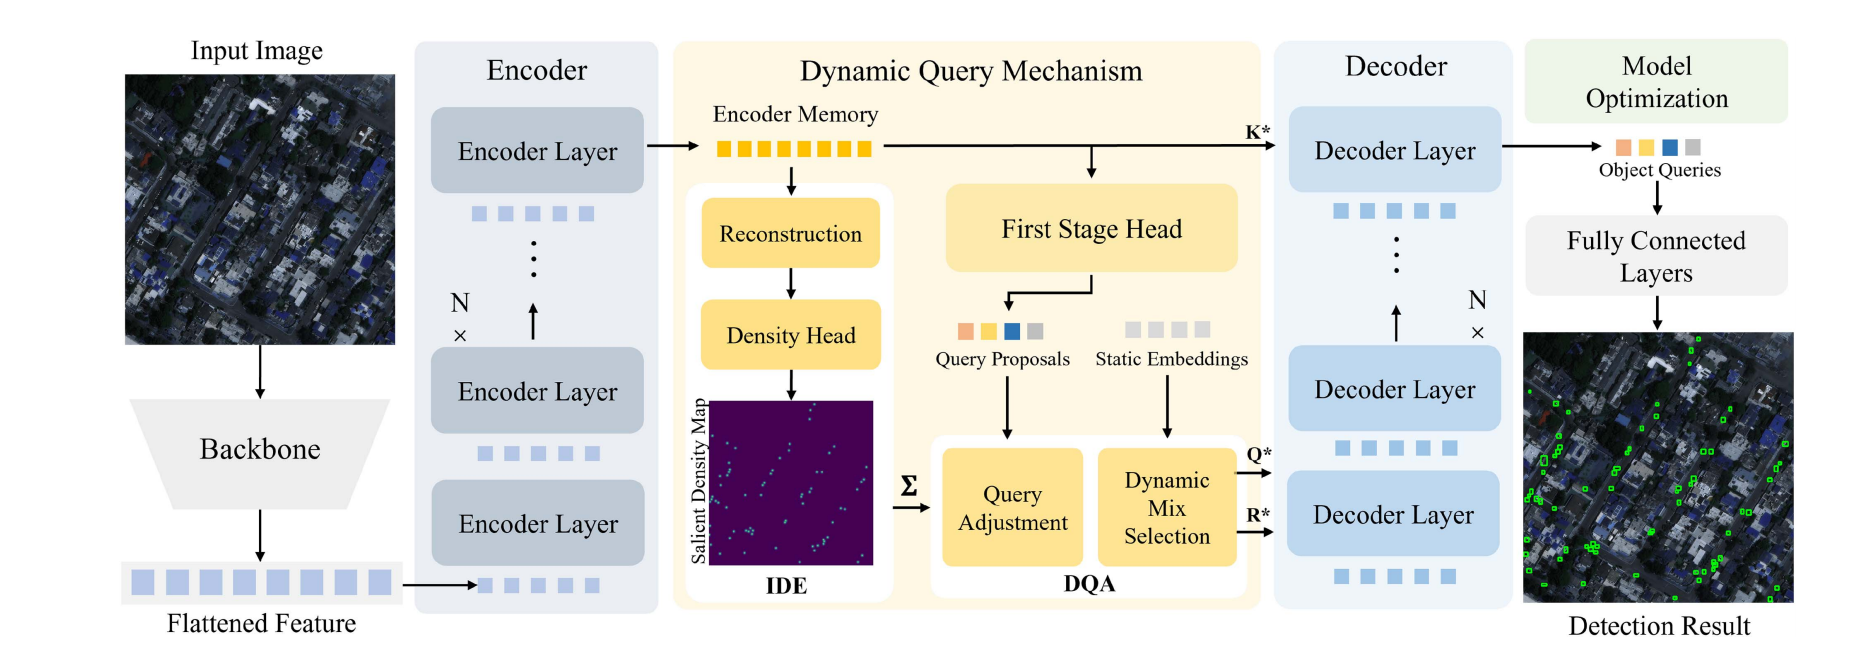 Input Image
Backbone
Flattened Feature
Encoder
Encoder Layer
N
×
Encoder Layer
Encoder Layer
Dynamic Query Mechanism
Encoder Memory
Reconstruction
Density Head
Salient Density Map
IDE
Σ
First Stage Head
Query Proposals
Static Embeddings
Query
Adjustment
Dynamic
Mix
Selection
DQA
K*
Q*
R*
Decoder
Decoder Layer
N
×
Decoder Layer
Decoder Layer
Model
Optimization
Object Queries
Fully Connected
Layers
Detection Result